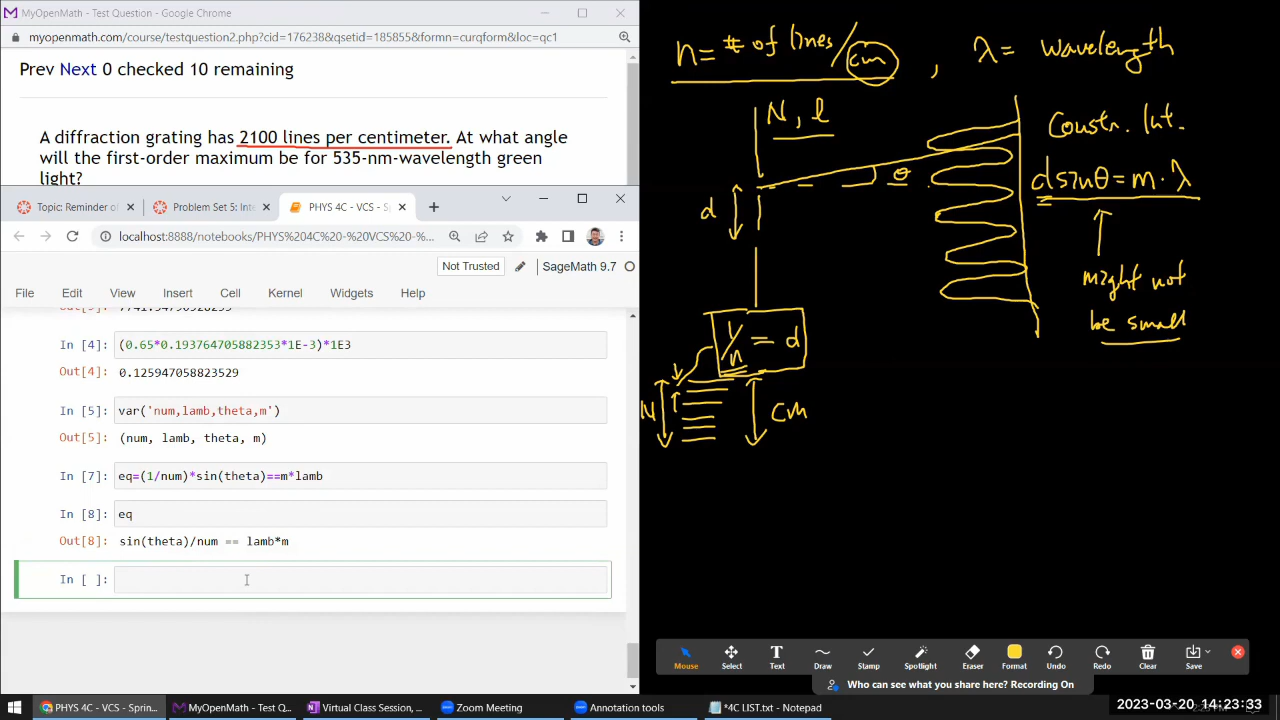 MyOpenMath - Test Question - Google Chrome
myopenmath.com/course/testquestion2.php?cid=176238&qsetid=185855&formn=curqform&loc=qc1
Prev Next 0 checked 10 remaining
A diffraction grating has 2100 lines per centimeter. At what angle
will the first-order maximum be for 535-nm-wavelength green
light?
Problem Set 5: Int
PHYS 4C - VCS - Sp
localhost:8888/notebooks/PHYS%20C%20-%20VCS%20-%...
Not Trusted
SageMath 9.7
File Edit View Insert Cell Kernel Widgets Help
In [4]: (0.65*0.193764705882353*1E-3)*1E3
Out[4]: 0.125947058823529
In [5]: var('num,lamb,theta,m')
Out[5]: (num, lamb, theta, m)
In [7]: eq=(1/num)*sin(theta)==m*lamb
In [8]: eq
Out[8]: sin(theta)/num == lamb*m
In [ ]:
n= # of lines/cm , λ= wavelength
N, l
Constr. Int.
θ
d sinθ = m·λ
d
might not
be small
1/n = d
N
cm
Mouse Select Text Draw Stamp Spotlight Eraser Format Undo Redo Clear Save
Who can see what you share here? Recording On
PHYS 4C - VCS - Sprin...
MyOpenMath - Test Q...
Virtual Class Session, ...
Zoom Meeting
Annotation tools
*4C LIST.txt - Notepad
2023-03-20 14:23:33